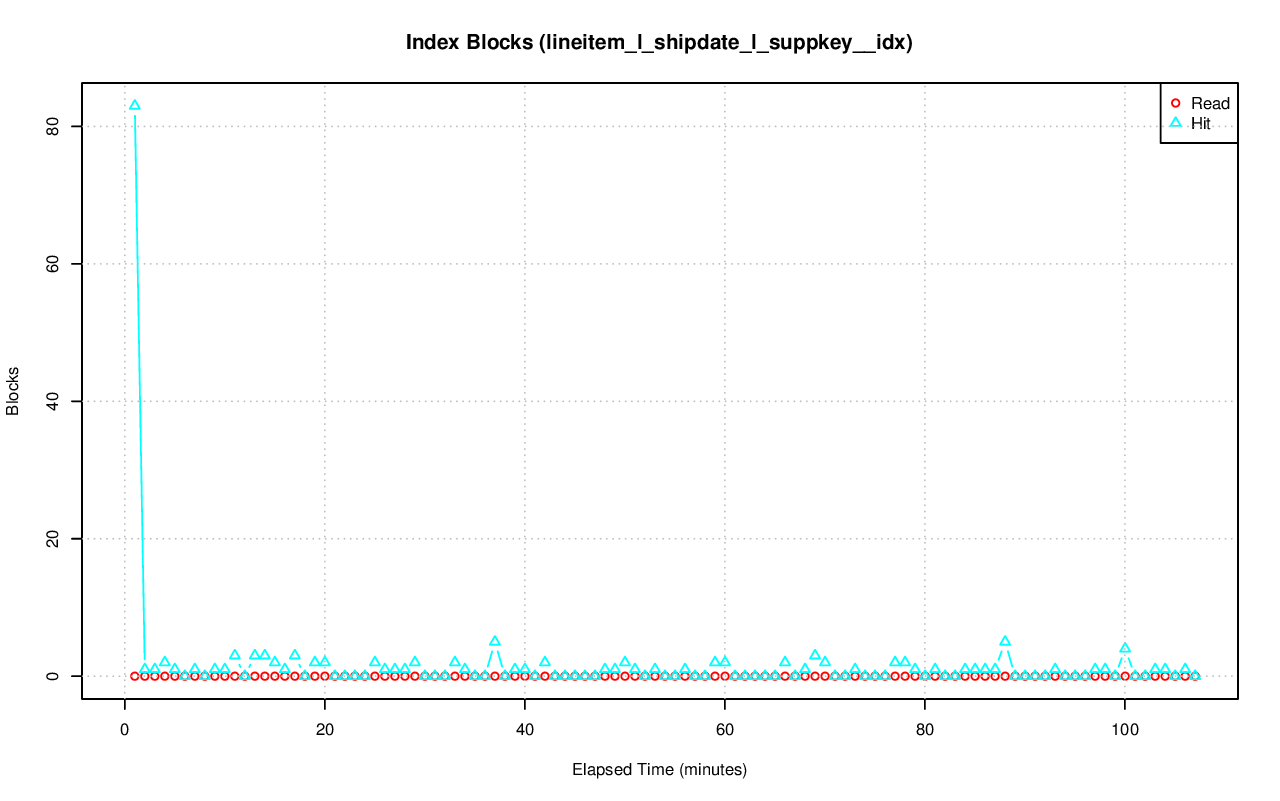 Index Blocks (lineitem_l_shipdate_l_suppkey__idx)
Read
Hit
80
60
40
20
0
Blocks
0 20 40 60 80 100
Elapsed Time (minutes)